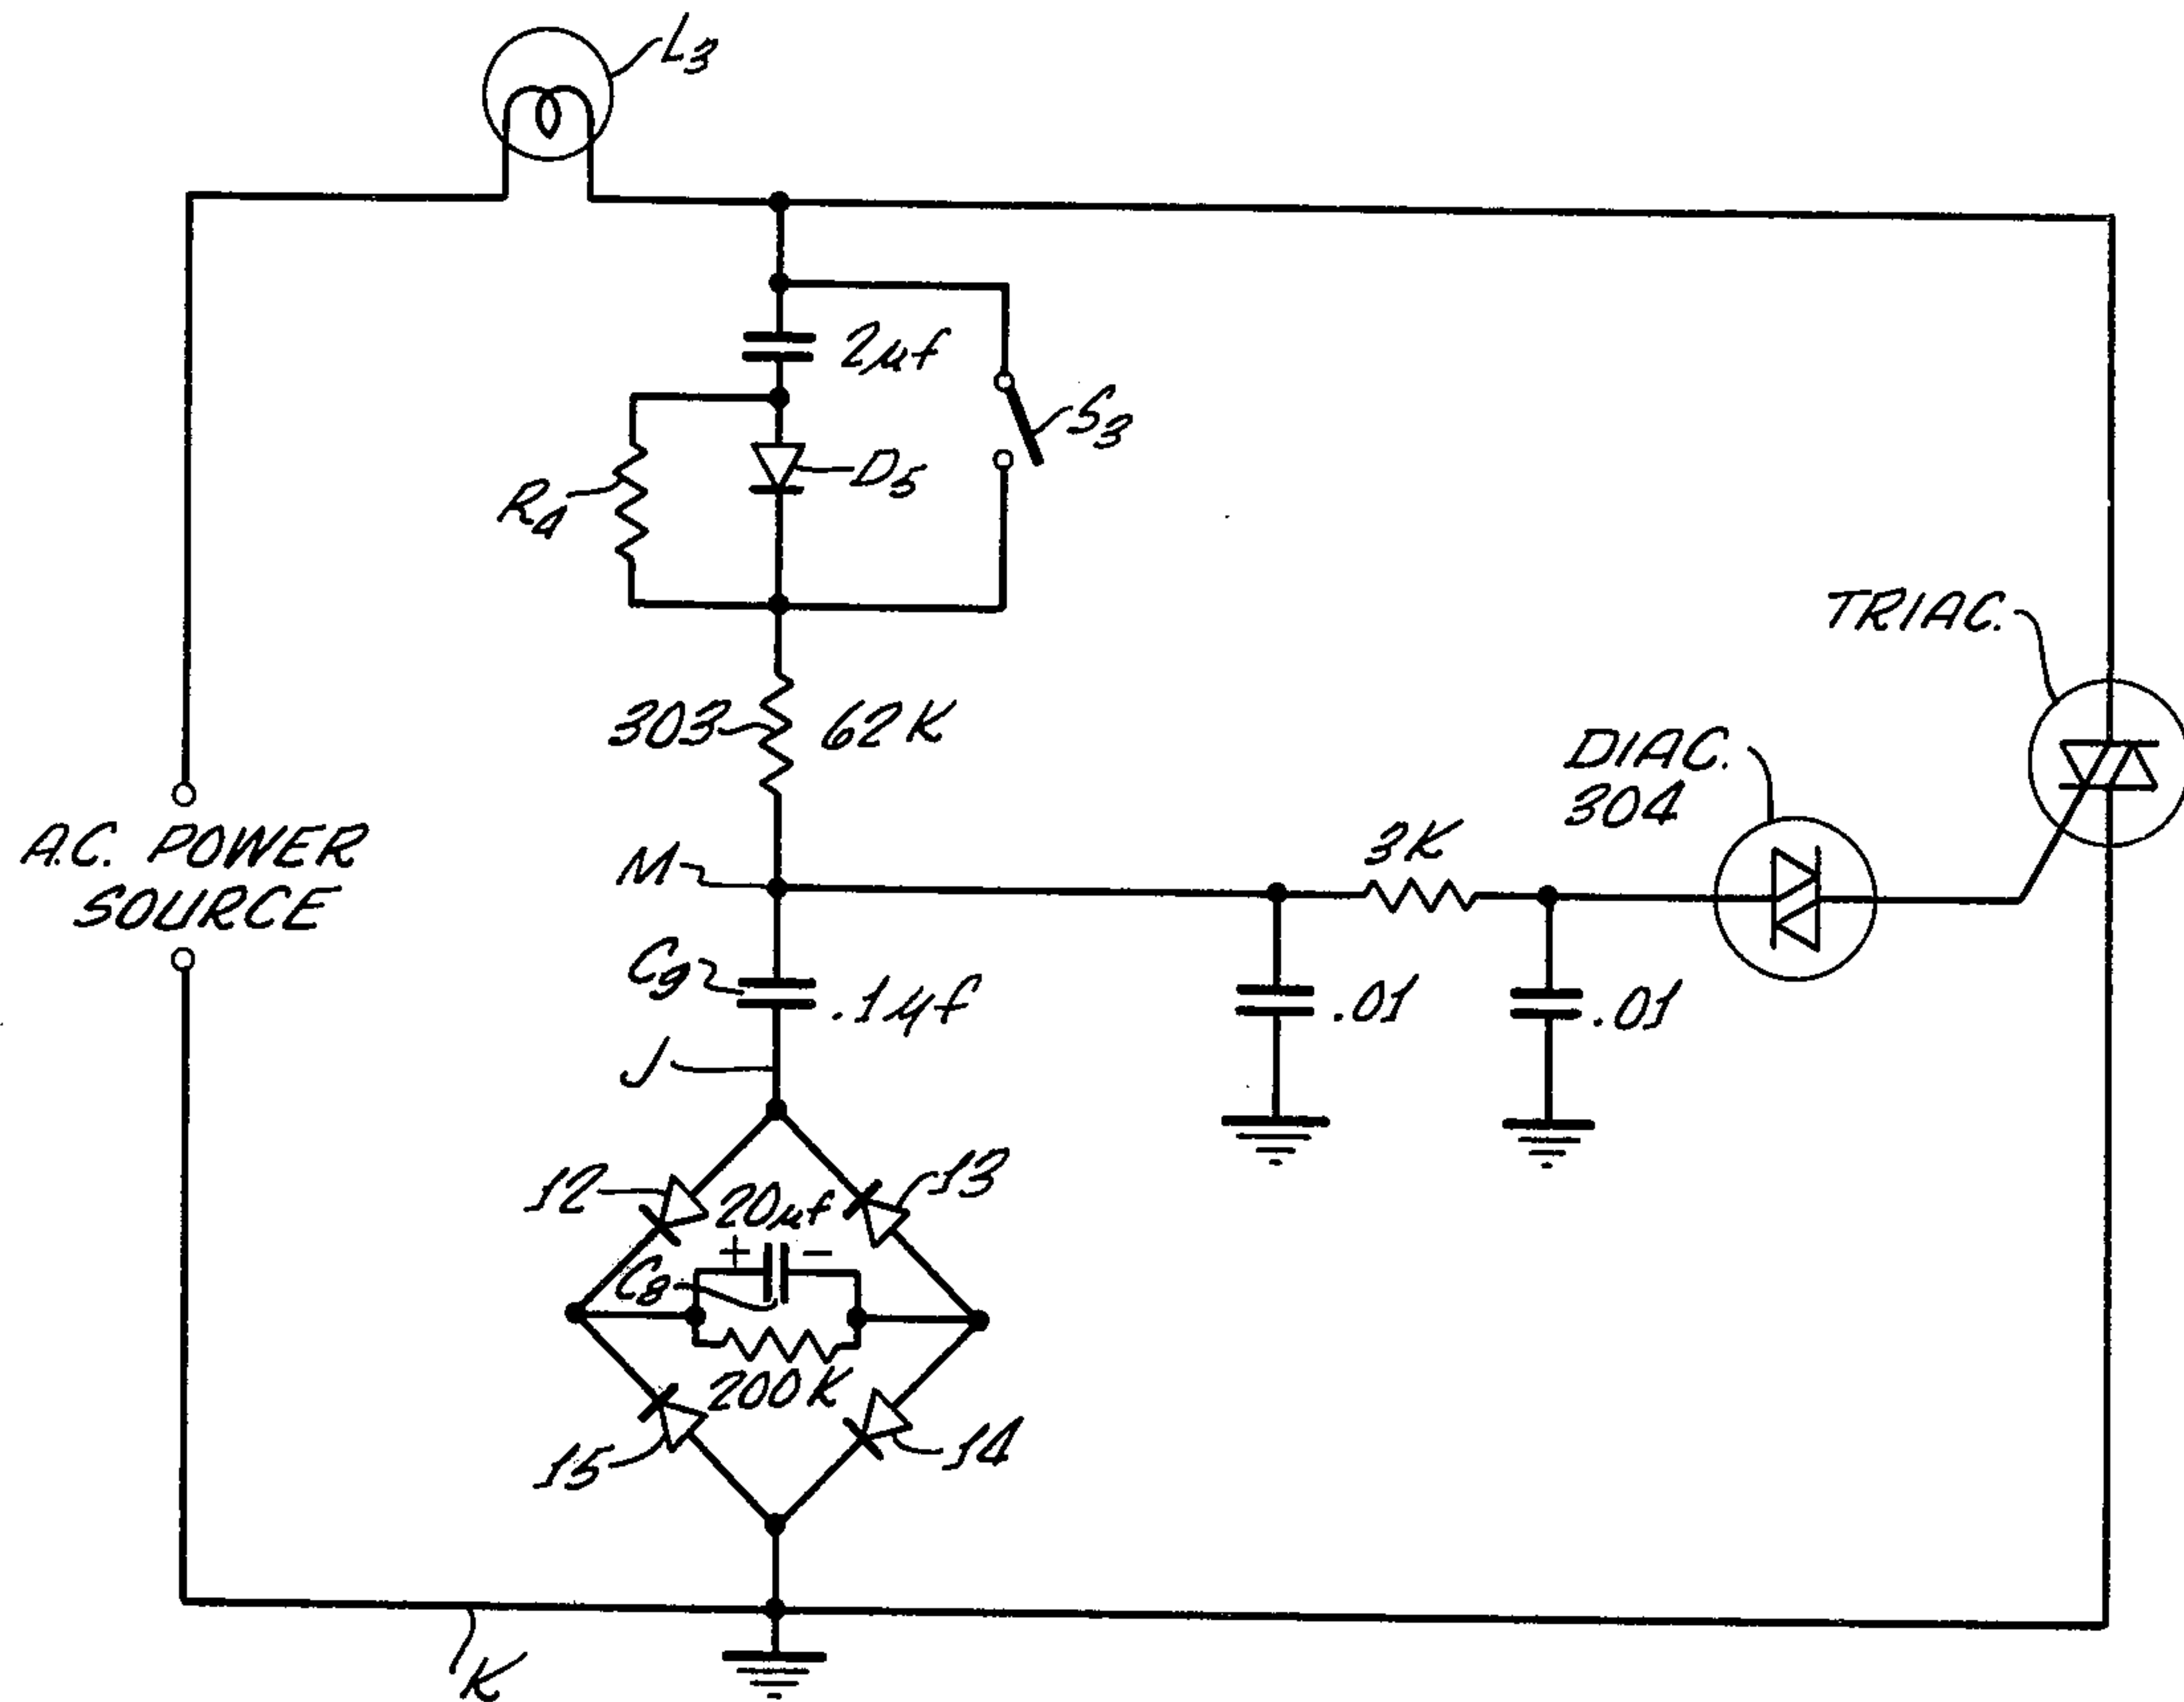 L3
2µf
S3
D5
R4
TRIAC.
303
62K
DIAC.
304
A.C. POWER
SOURCE
3K
M
C9
.1µf
.01
.01
J
12
20µf
13
+
-
C8
200K
15
14
K